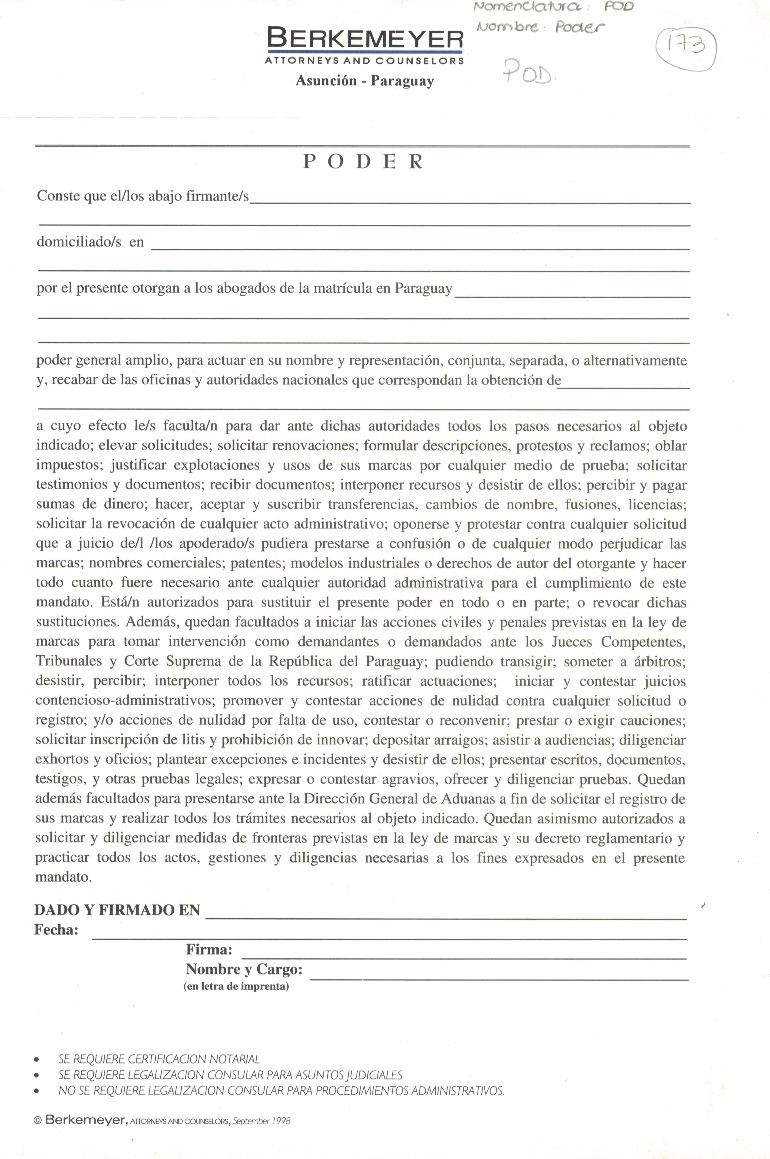 Nomenclatura: POD
Nombre: Poder
173
POD.
BERKEMEYER
ATTORNEYS AND COUNSELORS
Asunción - Paraguay
PODER
Conste que el/los abajo firmante/s
domiciliado/s en
por el presente otorgan a los abogados de la matrícula en Paraguay
poder general amplio, para actuar en su nombre y representación, conjunta, separada, o alternativamente
y, recabar de las oficinas y autoridades nacionales que correspondan la obtención de
a cuyo efecto le/s faculta/n para dar ante dichas autoridades todos los pasos necesarios al objeto
indicado; elevar solicitudes; solicitar renovaciones; formular descripciones, protestos y reclamos; oblar
impuestos; justificar explotaciones y usos de sus marcas por cualquier medio de prueba; solicitar
testimonios y documentos; recibir documentos; interponer recursos y desistir de ellos; percibir y pagar
sumas de dinero; hacer, aceptar y suscribir transferencias, cambios de nombre, fusiones, licencias;
solicitar la revocación de cualquier acto administrativo; oponerse y protestar contra cualquier solicitud
que a juicio de/l /los apoderado/s pudiera prestarse a confusión o de cualquier modo perjudicar las
marcas; nombres comerciales; patentes; modelos industriales o derechos de autor del otorgante y hacer
todo cuanto fuere necesario ante cualquier autoridad administrativa para el cumplimiento de este
mandato. Está/n autorizados para sustituir el presente poder en todo o en parte; o revocar dichas
sustituciones. Además, quedan facultados a iniciar las acciones civiles y penales previstas en la ley de
marcas para tomar intervención como demandantes o demandados ante los Jueces Competentes,
Tribunales y Corte Suprema de la República del Paraguay; pudiendo transigir; someter a árbitros;
desistir, percibir; interponer todos los recursos; ratificar actuaciones; iniciar y contestar juicios
contencioso-administrativos; promover y contestar acciones de nulidad contra cualquier solicitud o
registro; y/o acciones de nulidad por falta de uso, contestar o reconvenir; prestar o exigir cauciones;
solicitar inscripción de litis y prohibición de innovar; depositar arraigos; asistir a audiencias; diligenciar
exhortos y oficios; plantear excepciones e incidentes y desistir de ellos; presentar escritos, documentos,
testigos, y otras pruebas legales; expresar o contestar agravios, ofrecer y diligenciar pruebas. Quedan
además facultados para presentarse ante la Dirección General de Aduanas a fin de solicitar el registro de
sus marcas y realizar todos los trámites necesarios al objeto indicado. Quedan asimismo autorizados a
solicitar y diligenciar medidas de fronteras previstas en la ley de marcas y su decreto reglamentario y
practicar todos los actos, gestiones y diligencias necesarias a los fines expresados en el presente
mandato.
DADO Y FIRMADO EN
Fecha:
Firma:
Nombre y Cargo:
(en letra de imprenta)
• SE REQUIERE CERTIFICACION NOTARIAL
• SE REQUIERE LEGALIZACION CONSULAR PARA ASUNTOS JUDICIALES
• NO SE REQUIERE LEGALIZACION CONSULAR PARA PROCEDIMIENTOS ADMINISTRATIVOS.
© Berkemeyer, ATTORNEYS AND COUNSELORS, September 1998